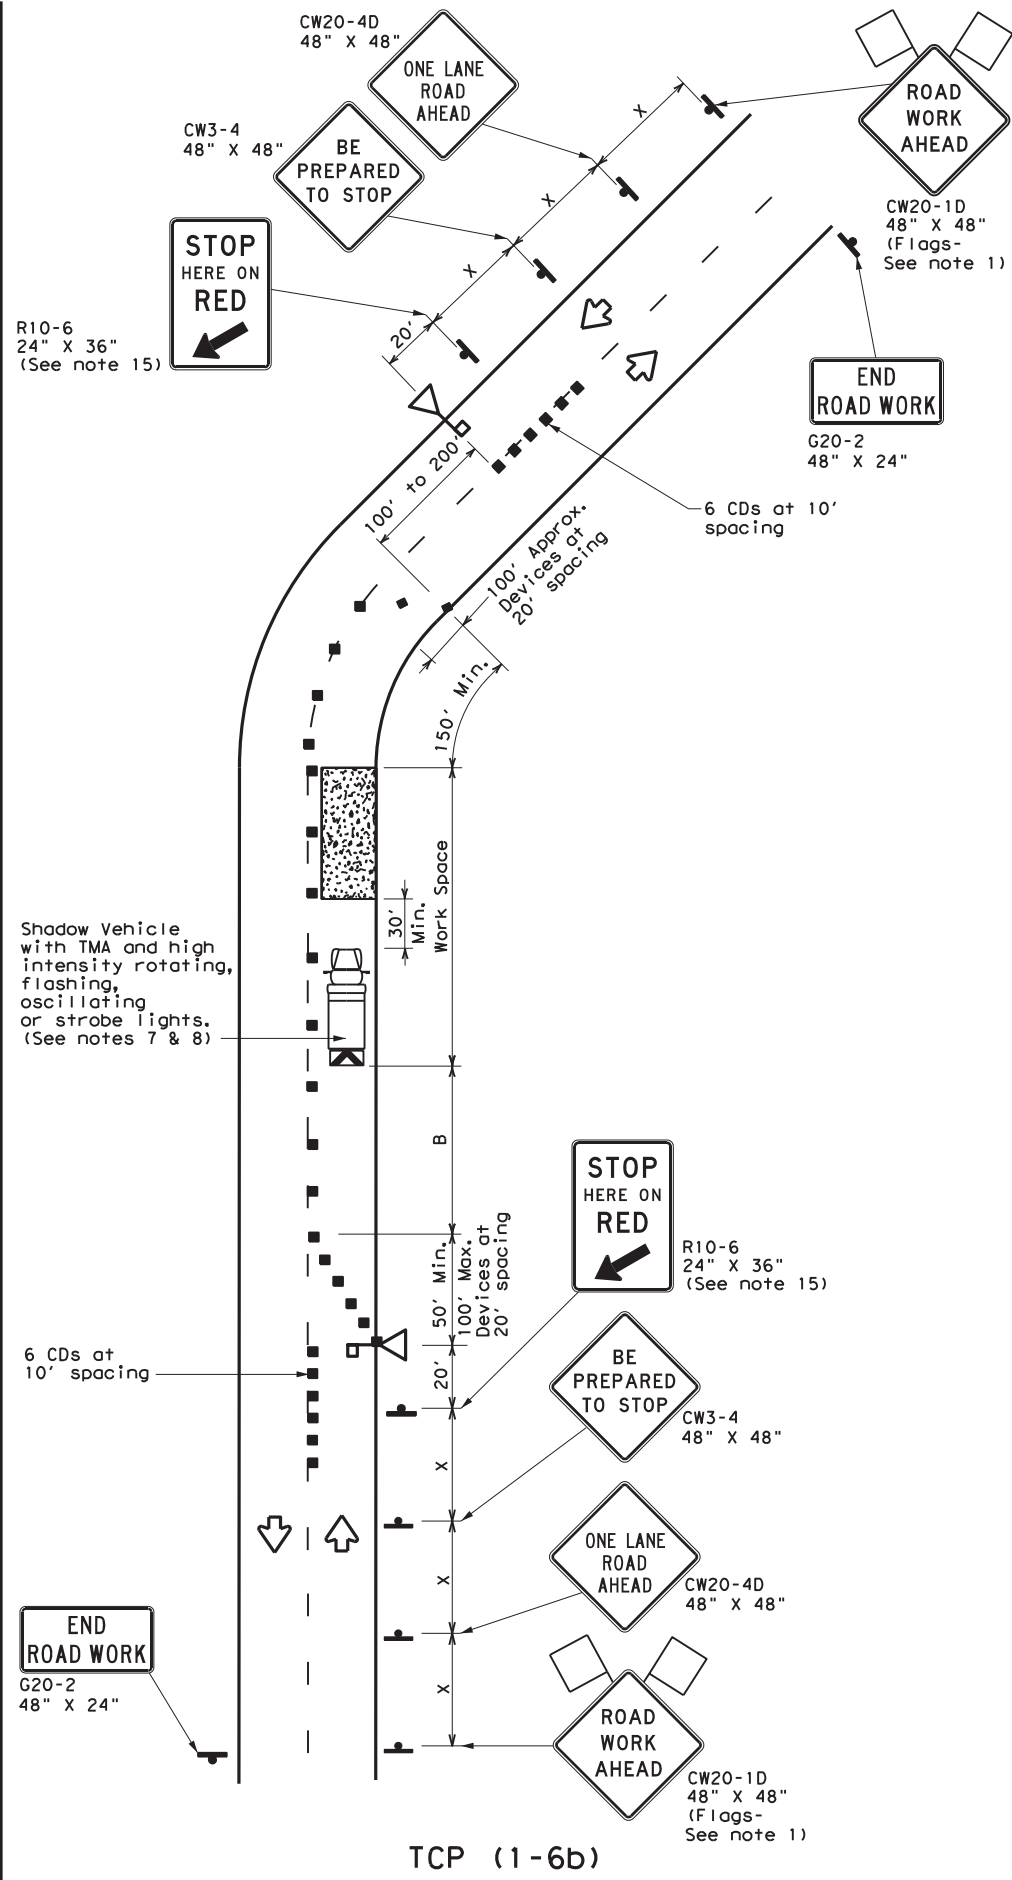 CW20-4D
48" X 48"
ONE LANE
ROAD
AHEAD
ROAD
WORK
AHEAD
CW20-1D
48" X 48"
(Flags-
See note 1)
X
CW3-4
48" X 48"
BE
PREPARED
TO STOP
X
X
STOP
HERE ON
RED
R10-6
24" X 36"
(See note 15)
20'
END
ROAD WORK
G20-2
48" X 24"
100' to 200'
6 CDs at 10'
spacing
100' Approx.
Devices at
20' spacing
150' Min.
Work Space
30'
Min.
Shadow Vehicle
with TMA and high
intensity rotating,
flashing,
oscillating
or strobe lights.
(See notes 7 & 8)
B
STOP
HERE ON
RED
R10-6
24" X 36"
(See note 15)
50' Min.
100' Max.
Devices at
20' spacing
6 CDs at
10' spacing
20'
BE
PREPARED
TO STOP
CW3-4
48" X 48"
X
ONE LANE
ROAD
AHEAD
CW20-4D
48" X 48"
X
END
ROAD WORK
G20-2
48" X 24"
X
ROAD
WORK
AHEAD
CW20-1D
48" X 48"
(Flags-
See note 1)
TCP (1-6b)